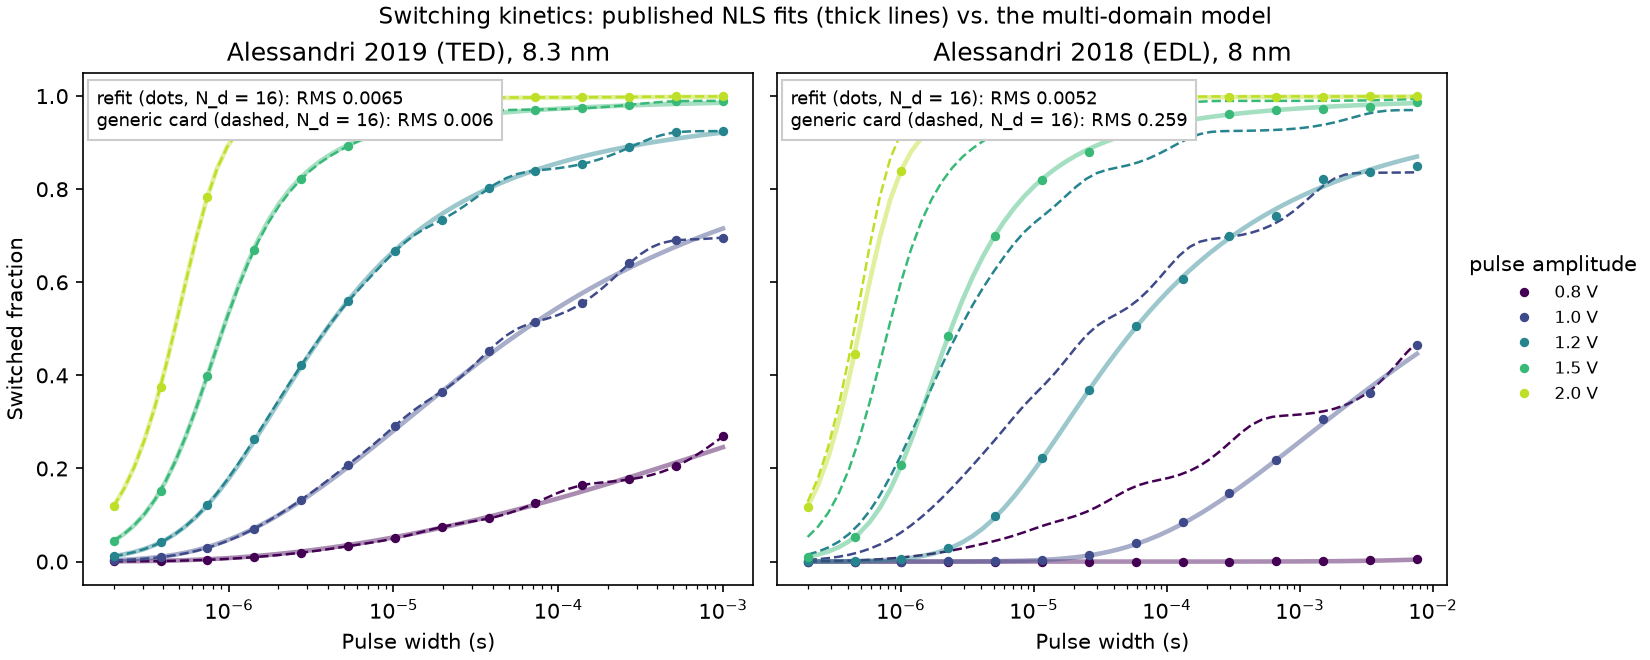 Switching kinetics: published NLS fits (thick lines) vs. the multi-domain model
Alessandri 2019 (TED), 8.3 nm
refit (dots, N_d = 16): RMS 0.0065
generic card (dashed, N_d = 16): RMS 0.006
Switched fraction
1.0
0.8
0.6
0.4
0.2
0.0
10⁻⁶
10⁻⁵
10⁻⁴
10⁻³
Pulse width (s)
Alessandri 2018 (EDL), 8 nm
refit (dots, N_d = 16): RMS 0.0052
generic card (dashed, N_d = 16): RMS 0.259
10⁻⁶
10⁻⁵
10⁻⁴
10⁻³
10⁻²
Pulse width (s)
pulse amplitude
0.8 V
1.0 V
1.2 V
1.5 V
2.0 V